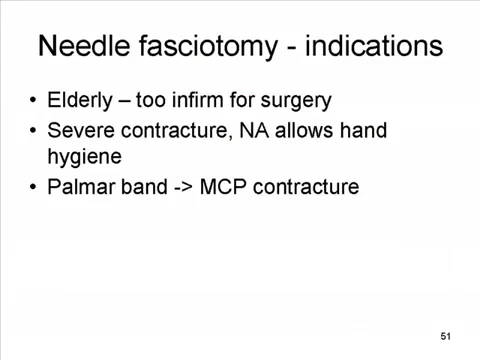 Needle fasciotomy - indications
• Elderly – too infirm for surgery
• Severe contracture, NA allows hand
hygiene
• Palmar band -> MCP contracture
51